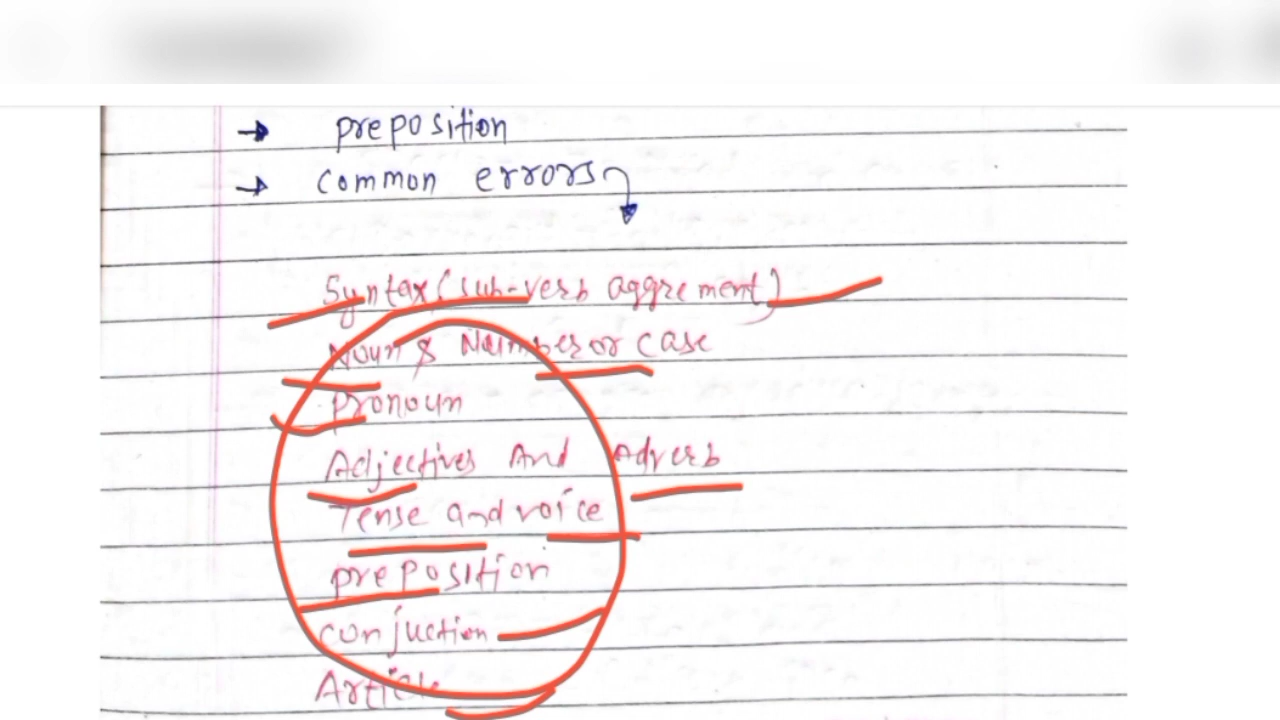 → preposition
→ common errors
Syntax (sub-verb aggrement)
Noun & Number or case
pronoun
Adjectives And Adverb
Tense and voice
preposition
conjuction
Article